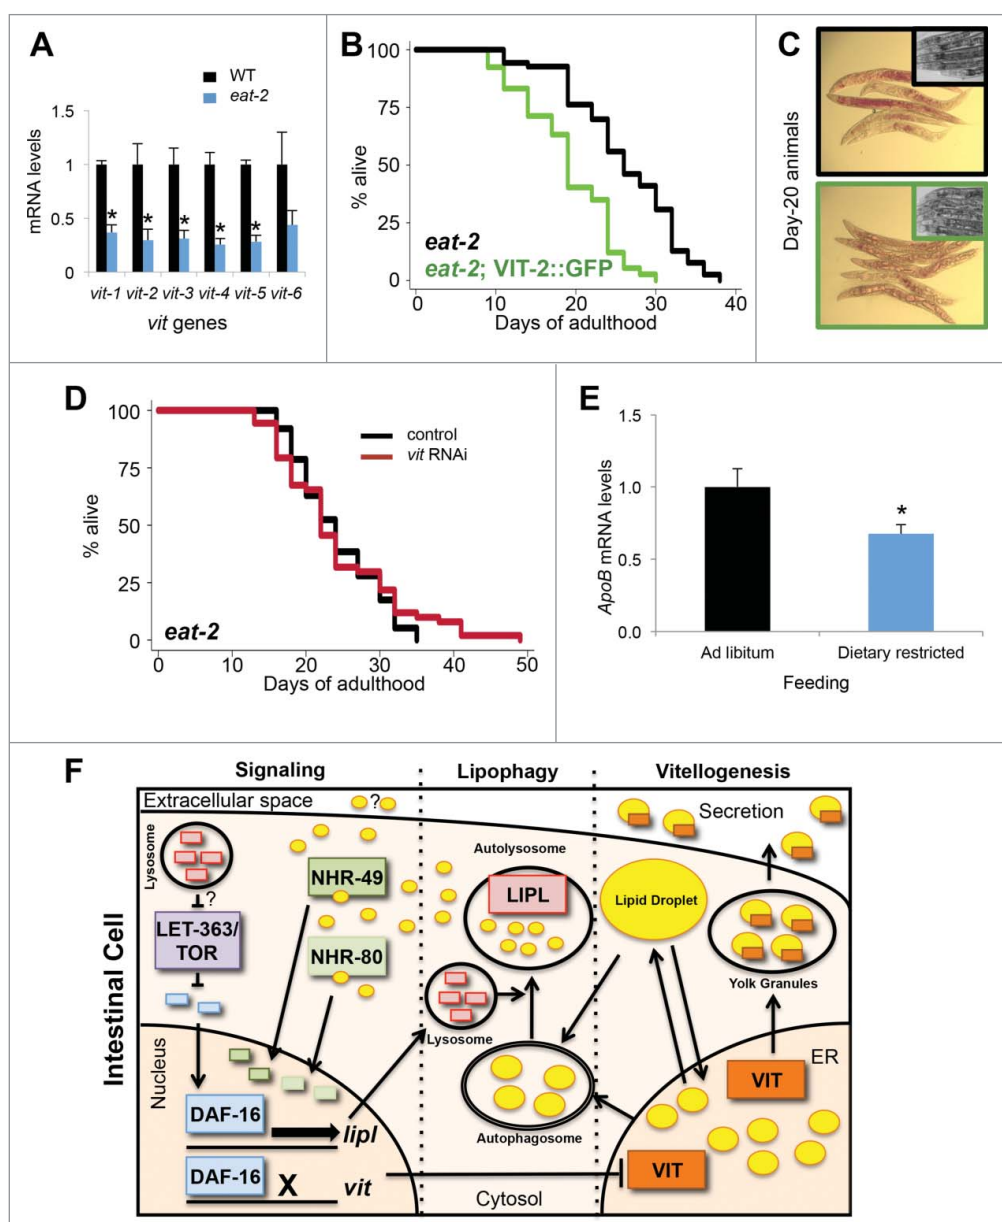 A
WT
eat-2
mRNA levels
1.5
1
0.5
0
* * * * *
vit-1 vit-2 vit-3 vit-4 vit-5 vit-6
vit genes
B
% alive
100
75
50
25
0
eat-2
eat-2; VIT-2::GFP
0 10 20 30 40
Days of adulthood
C
Day-20 animals
D
control
vit RNAi
% alive
100
75
50
25
0
eat-2
0 10 20 30 40 50
Days of adulthood
E
ApoB mRNA levels
1.5
1.0
0.5
0.0
*
Ad libitum Dietary restricted
Feeding
F
Signaling Lipophagy Vitellogenesis
Intestinal Cell
Extracellular space
?
Secretion
Lysosome
Autolysosome
NHR-49
LIPL
Lipid Droplet
?
LET-363/
TOR
NHR-80
Yolk Granules
Lysosome
Nucleus
ER
VIT
DAF-16
lipl
Autophagosome
DAF-16
X
vit
VIT
Cytosol